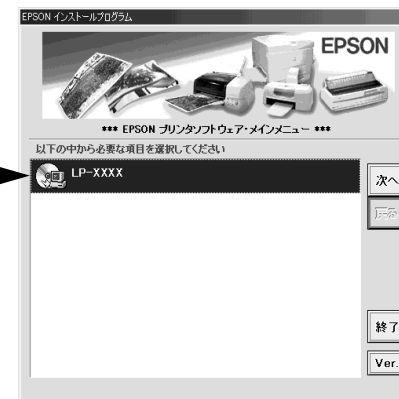 EPSON インストールプログラム
EPSON
*** EPSON プリンタソフトウェア・メインメニュー ***
以下の中から必要な項目を選択してください
LP-XXXX
次へ
戻る
終了
Ver.